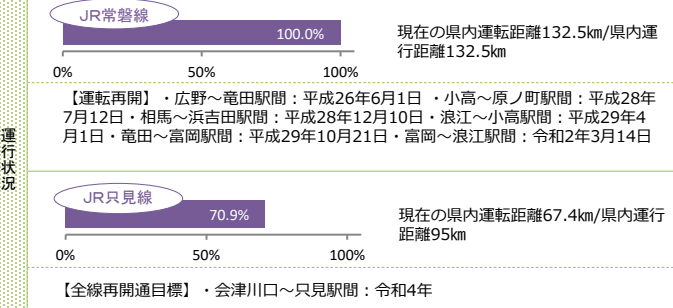 運行状況
JR常磐線
100.0%
現在の県内運転距離132.5㎞/県内運
行距離132.5㎞
0% 50% 100%
【運転再開】・広野～竜田駅間：平成26年6月1日 ・小高～原ノ町駅間：平成28年
7月12日・相馬～浜吉田駅間：平成28年12月10日・浪江～小高駅間：平成29年4
月1日・竜田～富岡駅間：平成29年10月21日・富岡～浪江駅間：令和2年3月14日
JR只見線
70.9%
現在の県内運転距離67.4㎞/県内運行
距離95㎞
0% 50% 100%
【全線再開通目標】・会津川口～只見駅間：令和4年